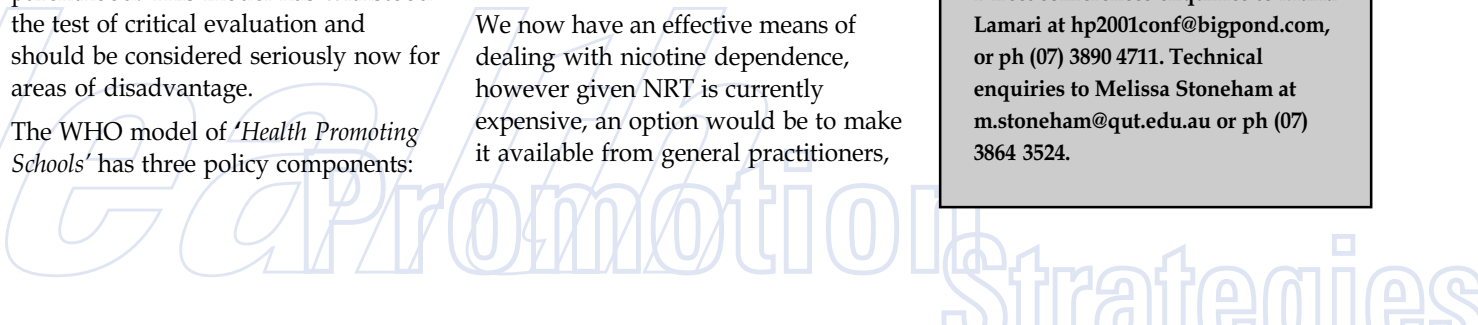 the test of critical evaluation and
should be considered seriously now for
areas of disadvantage.
The WHO model of 'Health Promoting
Schools' has three policy components:
We now have an effective means of
dealing with nicotine dependence,
however given NRT is currently
expensive, an option would be to make
it available from general practitioners,
Lamari at hp2001conf@bigpond.com,
or ph (07) 3890 4711. Technical
enquiries to Melissa Stoneham at
m.stoneham@qut.edu.au or ph (07)
3864 3524.
ealth
Promotion
Strategies